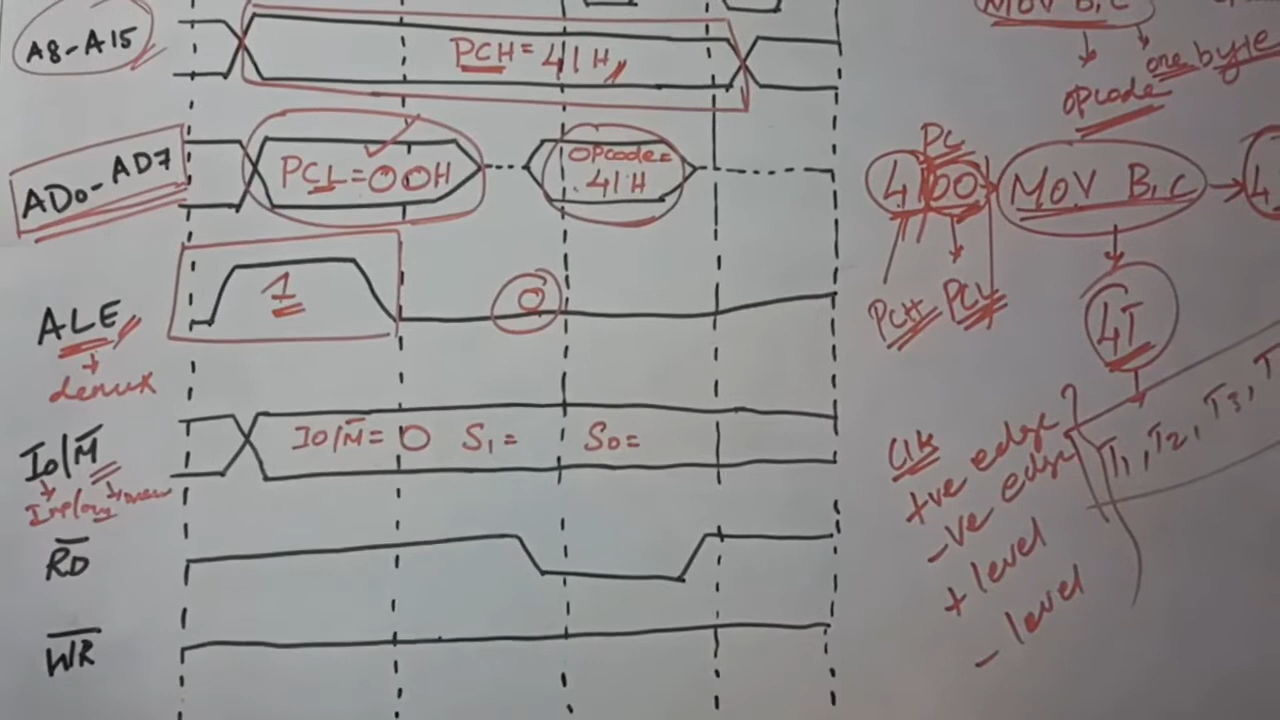 A8-A15
PCH = 41H
AD0-AD7
PCL = 00H
Opcode =
41H
ALE
1
0
demux
IO/M̅
IO/M̅ = 0 S1 = S0 =
R̅D̅
W̅R̅
MOV B,C
one byte
opcode
PC
4100
MOV B,C
4
PCH PCL
4T
T1, T2, T3, T
Clk
+ve edge
-ve edge
+ level
- level